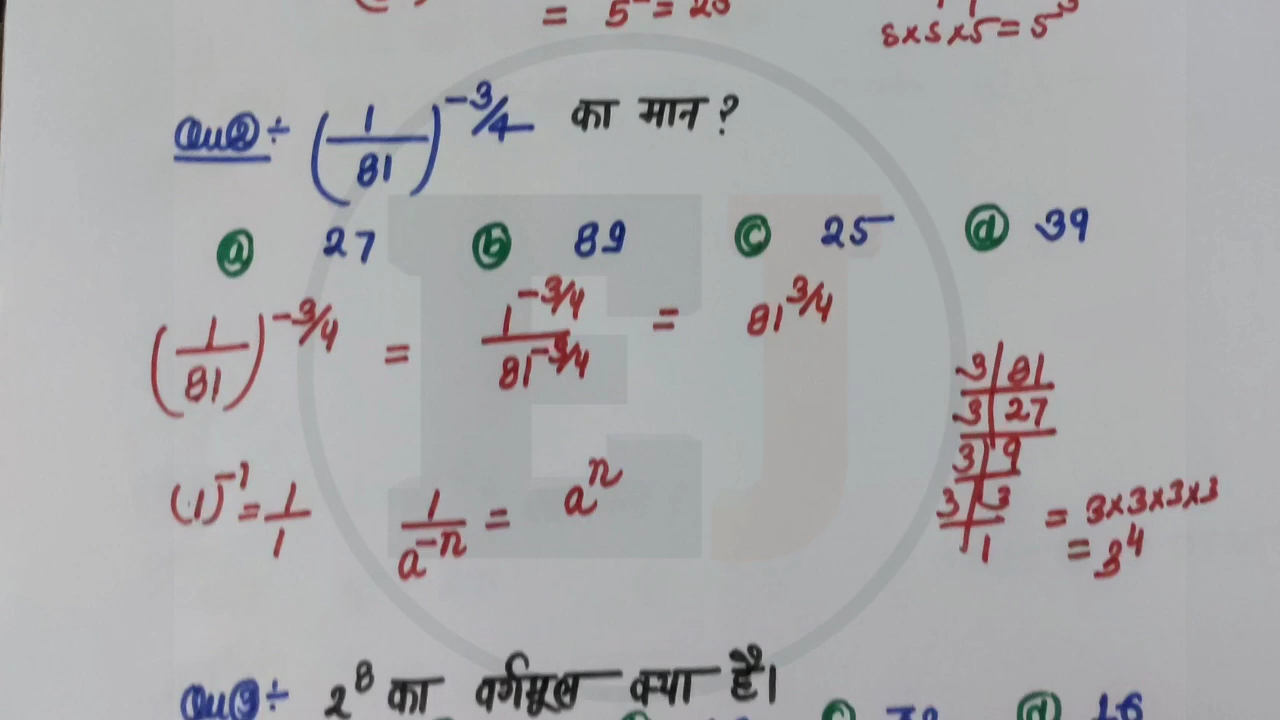 = 5² = 25
5×5×5 = 5³
Qu② ÷ (1/81)^-3/4 का मान ?
ⓐ 27 ⓑ 89 ⓒ 25 ⓓ 39
(1/81)^-3/4 = 1^-3/4 / 81^-3/4 = 81^3/4
3 | 81
3 | 27
3 | 9
3 | 3 = 3×3×3×3
1 = 3⁴
(1)^-1 = 1/1 1/a^-n = a^n
EJ
Qu③ ÷ 2⁸ का वर्गमूल क्या है।
ⓒ ⓓ 16